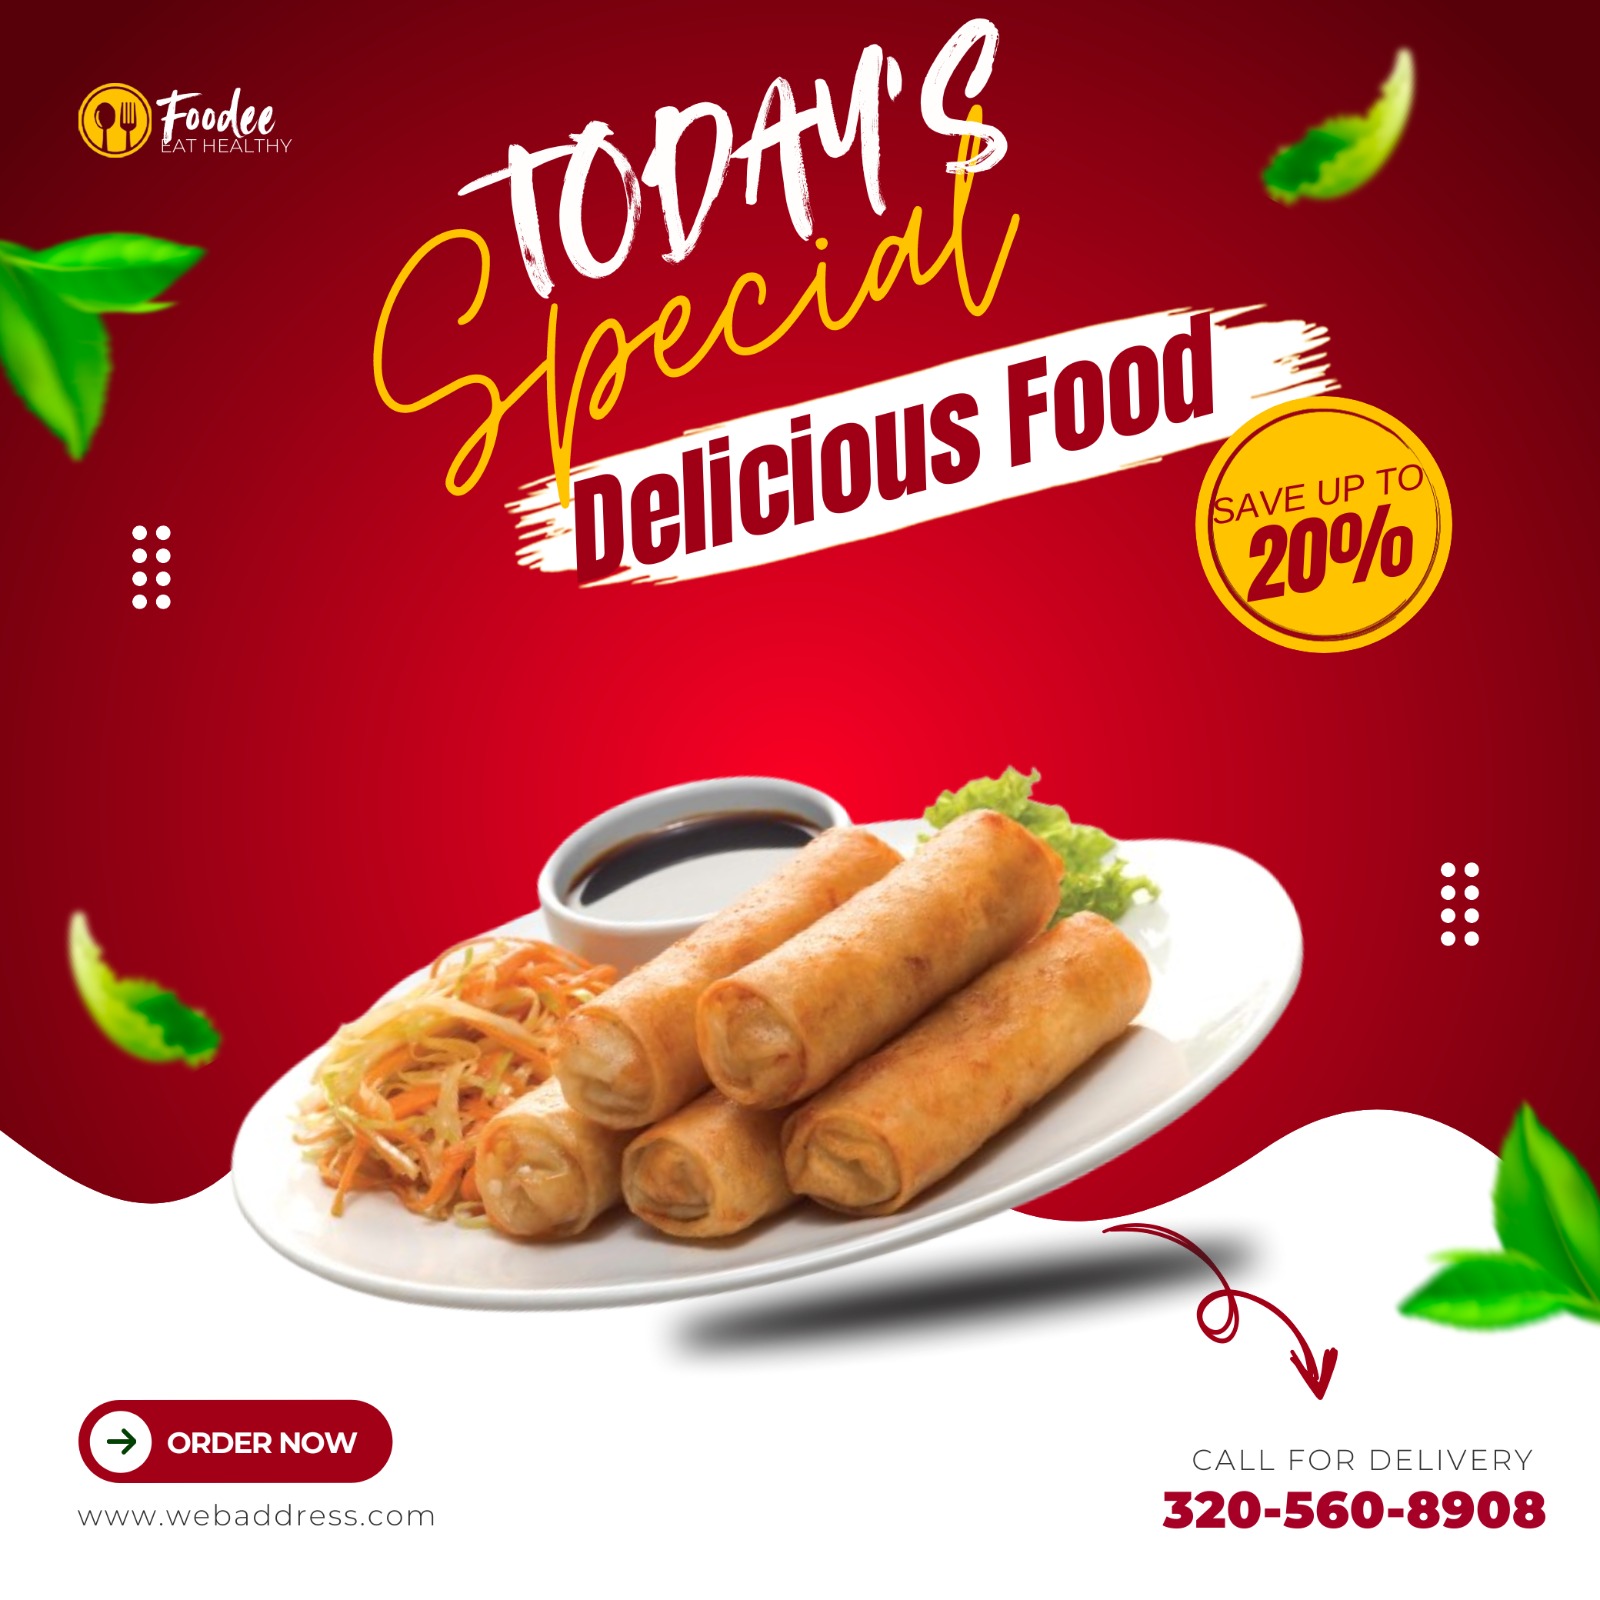 Foodee
EAT HEALTHY
TODAY'S
Special
Delicious Food
SAVE UP TO
20%
ORDER NOW
www.webaddress.com
CALL FOR DELIVERY
320-560-8908